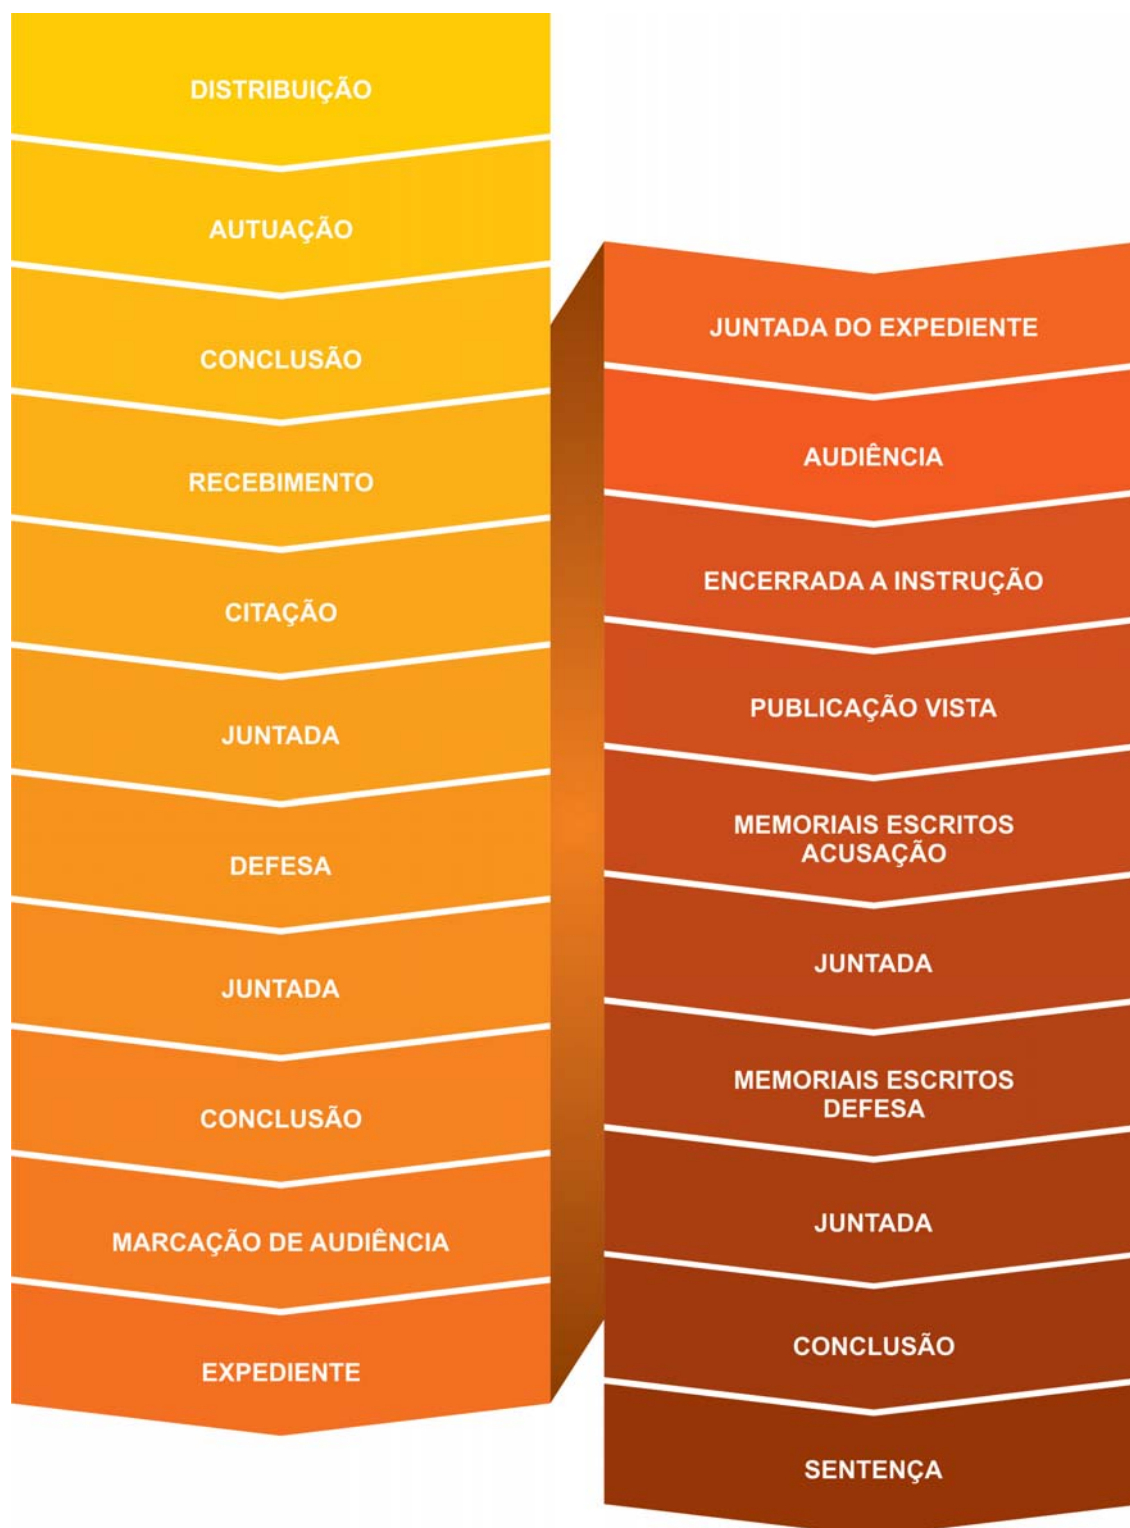 DISTRIBUIÇÃO
AUTUAÇÃO
CONCLUSÃO
RECEBIMENTO
CITAÇÃO
JUNTADA
DEFESA
JUNTADA
CONCLUSÃO
MARCAÇÃO DE AUDIÊNCIA
EXPEDIENTE
JUNTADA DO EXPEDIENTE
AUDIÊNCIA
ENCERRADA A INSTRUÇÃO
PUBLICAÇÃO VISTA
MEMORIAIS ESCRITOS
ACUSAÇÃO
JUNTADA
MEMORIAIS ESCRITOS
DEFESA
JUNTADA
CONCLUSÃO
SENTENÇA